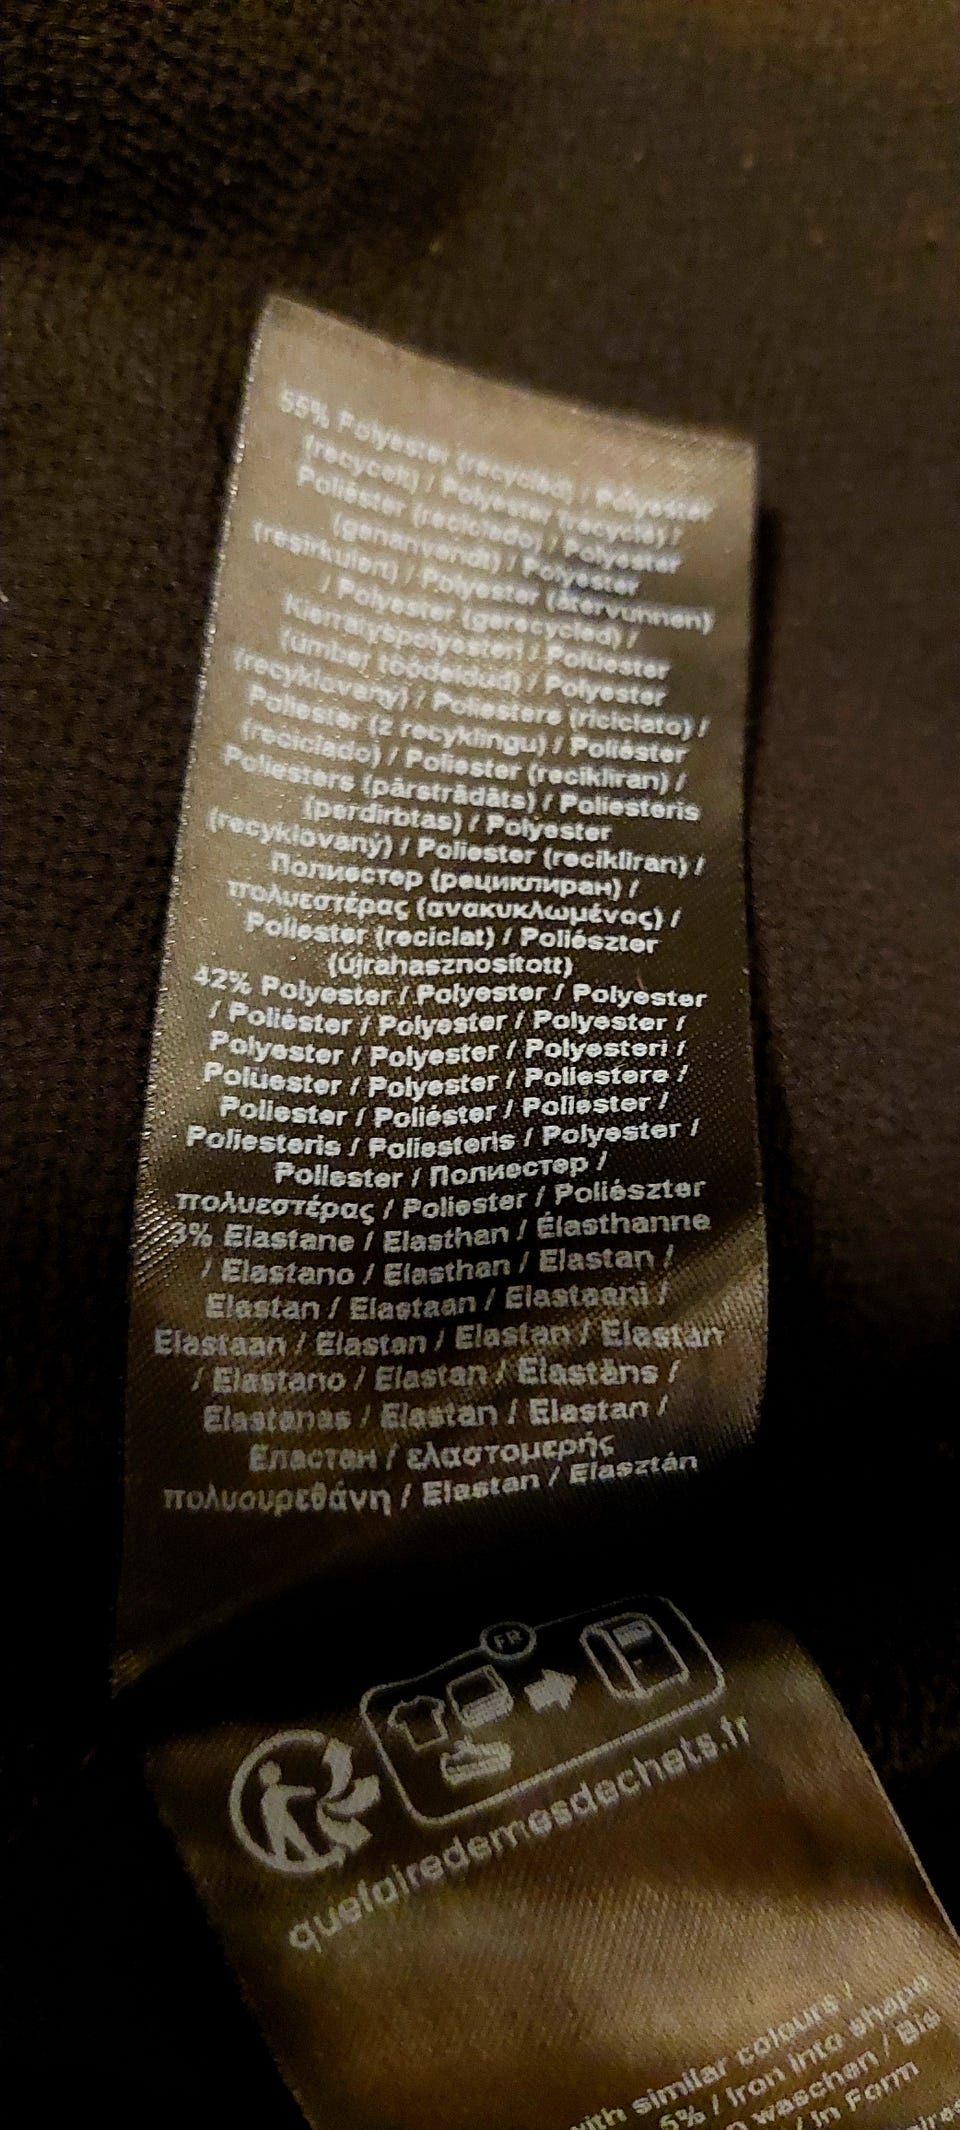 55% Polyester (recycled) / Polyester
(recycelt) / Polyester (recyclé) /
Poliéster (reciclado) / Polyester
(genanvendt) / Polyester
(resirkulert) / Polyester (återvunnen)
/ Polyester (gerecycled) /
Kierrätyspolyesteri / Polüester
(ümber töödeldud) / Polyester
(recyklovaný) / Poliestere (riciclato) /
Poliester (z recyklingu) / Poliéster
(reciclado) / Poliester (recikliran) /
Poliesters (pārstrādāts) / Poliesteris
(perdirbtas) / Polyester
(recyklovaný) / Poliester (recikliran) /
Полиестер (рециклиран) /
πολυεστέρας (ανακυκλωμένος) /
Poliester (reciclat) / Poliészter
(újrahasznosított)
42% Polyester / Polyester / Polyester
/ Poliéster / Polyester / Polyester /
Polyester / Polyester / Polyesteri /
Polüester / Polyester / Poliestere /
Poliester / Poliéster / Poliester /
Poliesteris / Poliesteris / Polyester /
Poliester / Полиестер /
πολυεστέρας / Poliester / Poliészter
3% Elastane / Elasthan / Élasthanne
/ Elastano / Elasthan / Elastan /
Elastan / Elastaan / Elastaani /
Elastaan / Elastan / Elastan / Elastan
/ Elastano / Elastan / Elastāns /
Elastanas / Elastan / Elastan /
Еластан / ελαστομερής
πολυουρεθάνη / Elastan / Elasztán
FR
quefairedemesdechets.fr
with similar colours /
5% / Iron into shape
waschen / Bis
/ In Form